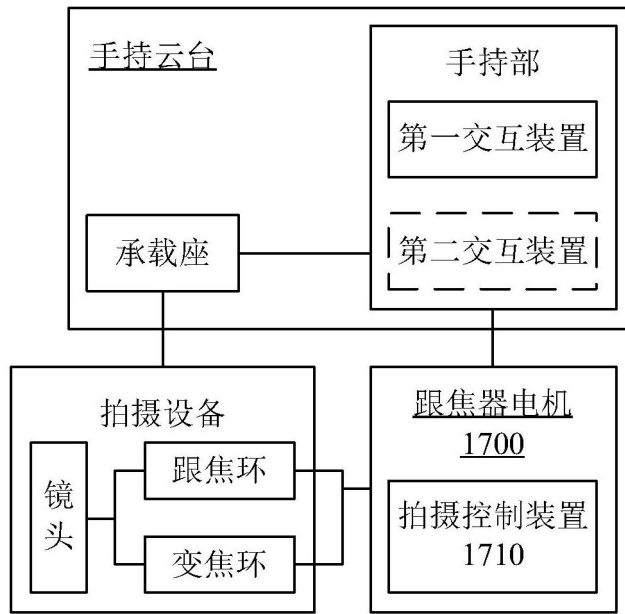 手持云台
手持部
第一交互装置
第二交互装置
承载座
拍摄设备
镜头
跟焦环
变焦环
跟焦器电机
1700
拍摄控制装置
1710